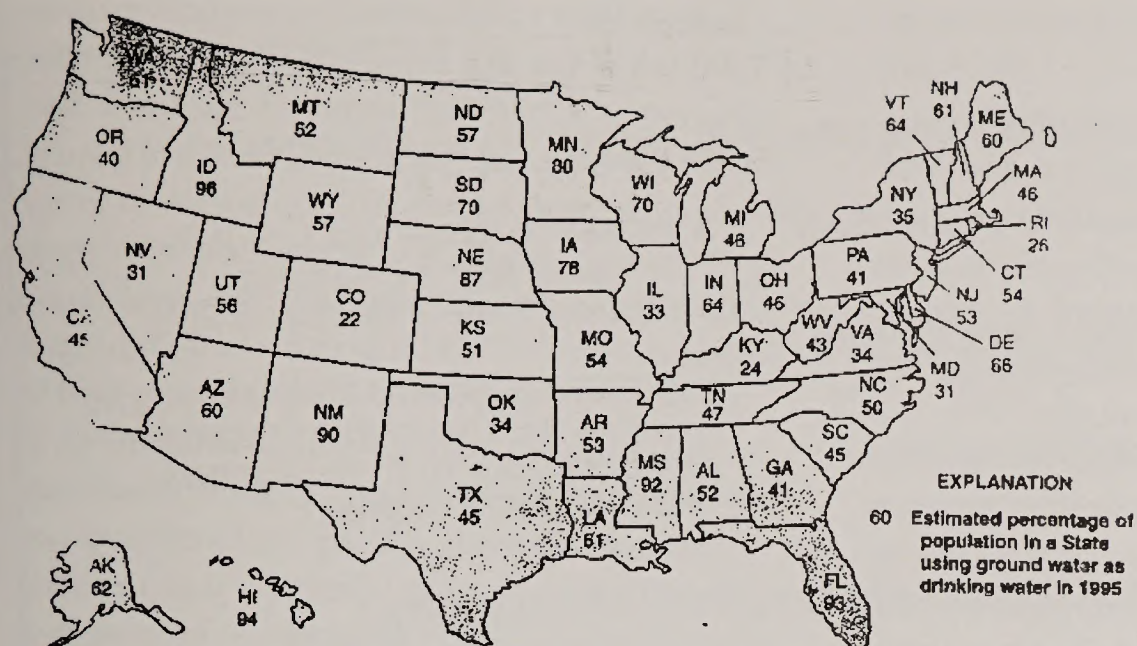 WA
61
MT
52
ND
57
MN
80
OR
40
ID
96
WY
57
SD
70
WI
70
MI
46
NV
31
UT
56
CO
22
NE
87
IA
78
IL
33
IN
64
OH
46
CA
45
KS
51
MO
54
KY
24
WV
43
VA
34
AZ
60
NM
90
OK
34
AR
53
TN
47
NC
50
SC
45
MS
92
AL
52
GA
41
TX
45
LA
61
FL
93
AK
62
HI
94
VT
64
NH
61
ME
60
MA
46
NY
35
RI
26
PA
41
CT
54
NJ
53
DE
66
MD
31
EXPLANATION
60 Estimated percentage of
population in a State
using ground water as
drinking water in 1995